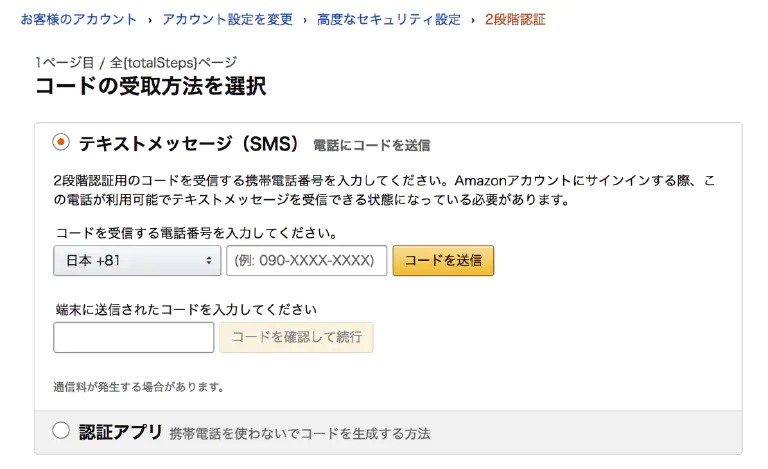 お客様のアカウント › アカウント設定を変更 › 高度なセキュリティ設定 › 2段階認証
1ページ目 / 全{totalSteps}ページ
コードの受取方法を選択
テキストメッセージ（SMS） 電話にコードを送信
2段階認証用のコードを受信する携帯電話番号を入力してください。Amazonアカウントにサインインする際、こ
の電話が利用可能でテキストメッセージを受信できる状態になっている必要があります。
コードを受信する電話番号を入力してください。
日本 +81 (例: 090-XXXX-XXXX) コードを送信
端末に送信されたコードを入力してください
コードを確認して続行
通信料が発生する場合があります。
認証アプリ 携帯電話を使わないでコードを生成する方法